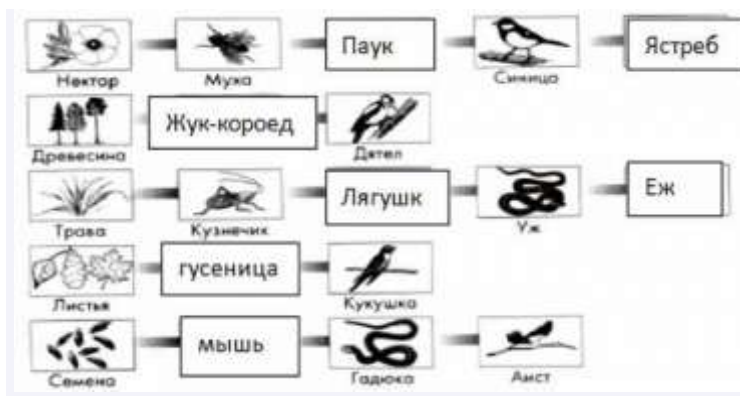 Нектар Муха Паук Синица Ястреб
Древесина Жук-короед Дятел
Трава Кузнечик Лягушк Уж Еж
Листья гусеница Кукушка
Семена мышь Гадюка Аист